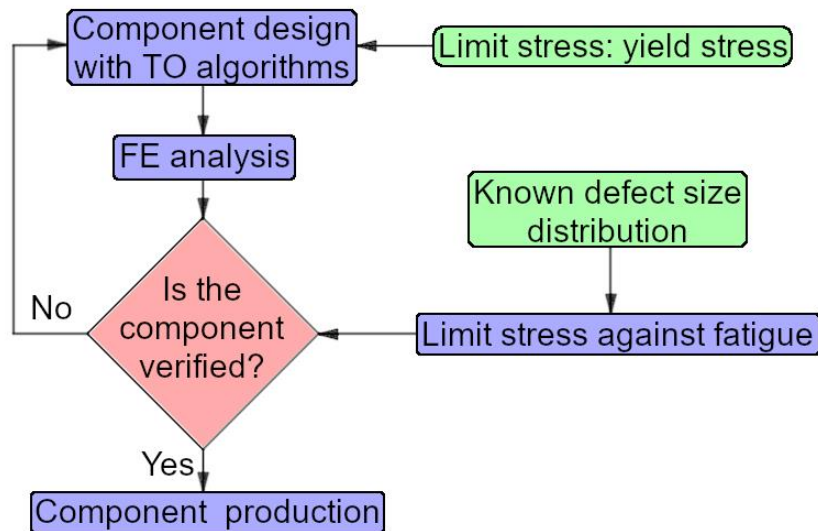 Component design
with TO algorithms
Limit stress: yield stress
FE analysis
Known defect size
distribution
Is the
component
verified?
No
Limit stress against fatigue
Yes
Component production